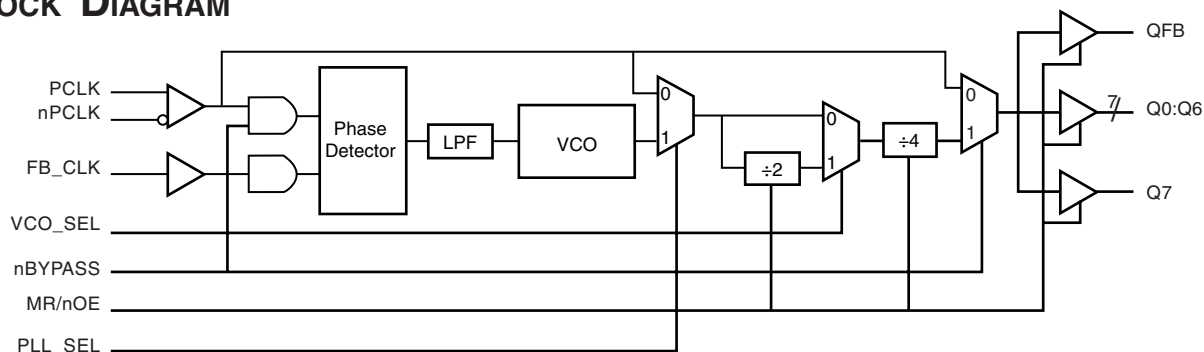 OCK DIAGRAM
PCLK
nPCLK
FB_CLK
VCO_SEL
nBYPASS
MR/nOE
PLL_SEL
Phase
Detector
LPF
VCO
0
1
÷2
0
1
÷4
0
1
QFB
7
Q0:Q6
Q7